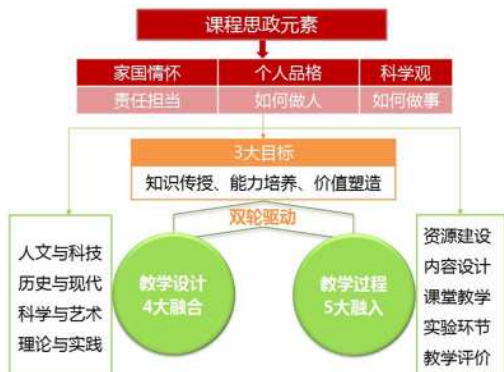 课程思政元素
家国情怀 个人品格 科学观
责任担当 如何做人 如何做事
3大目标
知识传授、能力培养、价值塑造
双轮驱动
人文与科技
历史与现代
科学与艺术
理论与实践
教学设计
4大融合
教学过程
5大融入
资源建设
内容设计
课堂教学
实验环节
教学评价